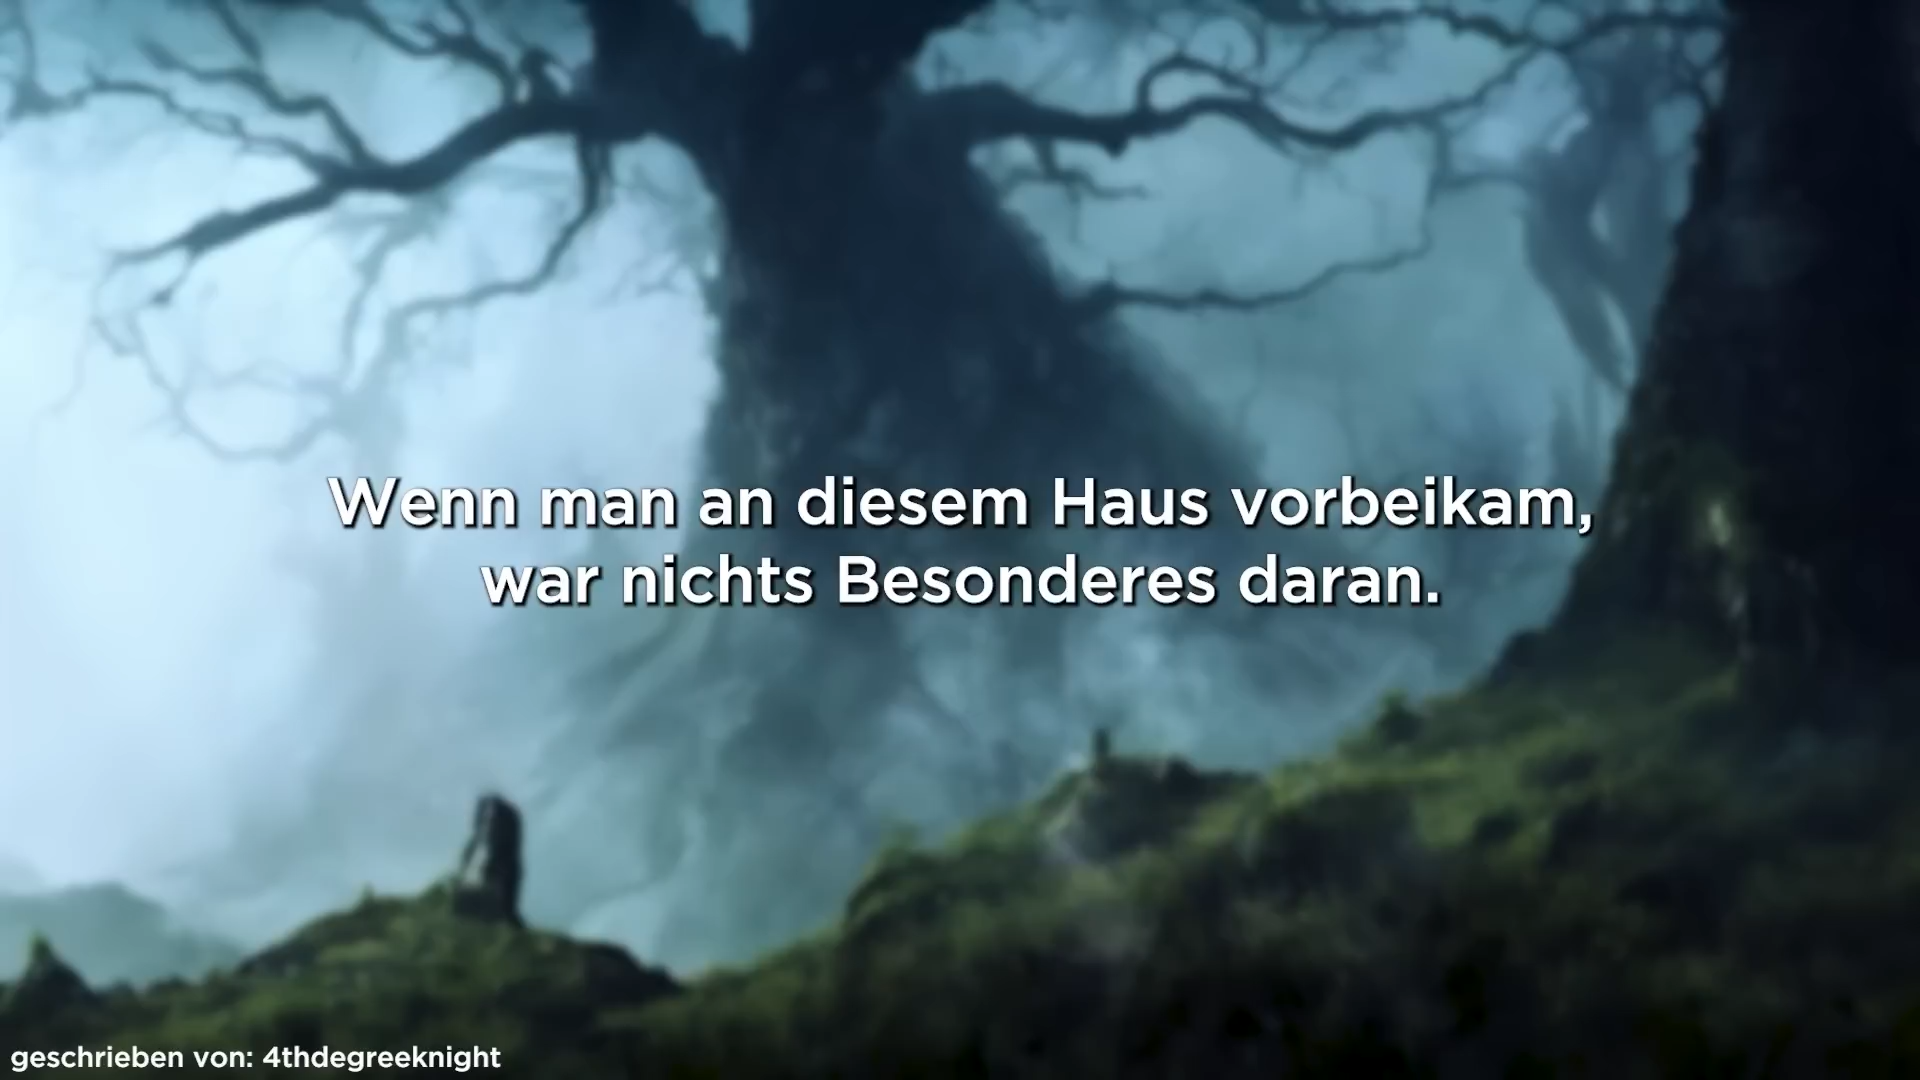 Wenn man an diesem Haus vorbeikam,
war nichts Besonderes daran.
geschrieben von: 4thdegreeknight